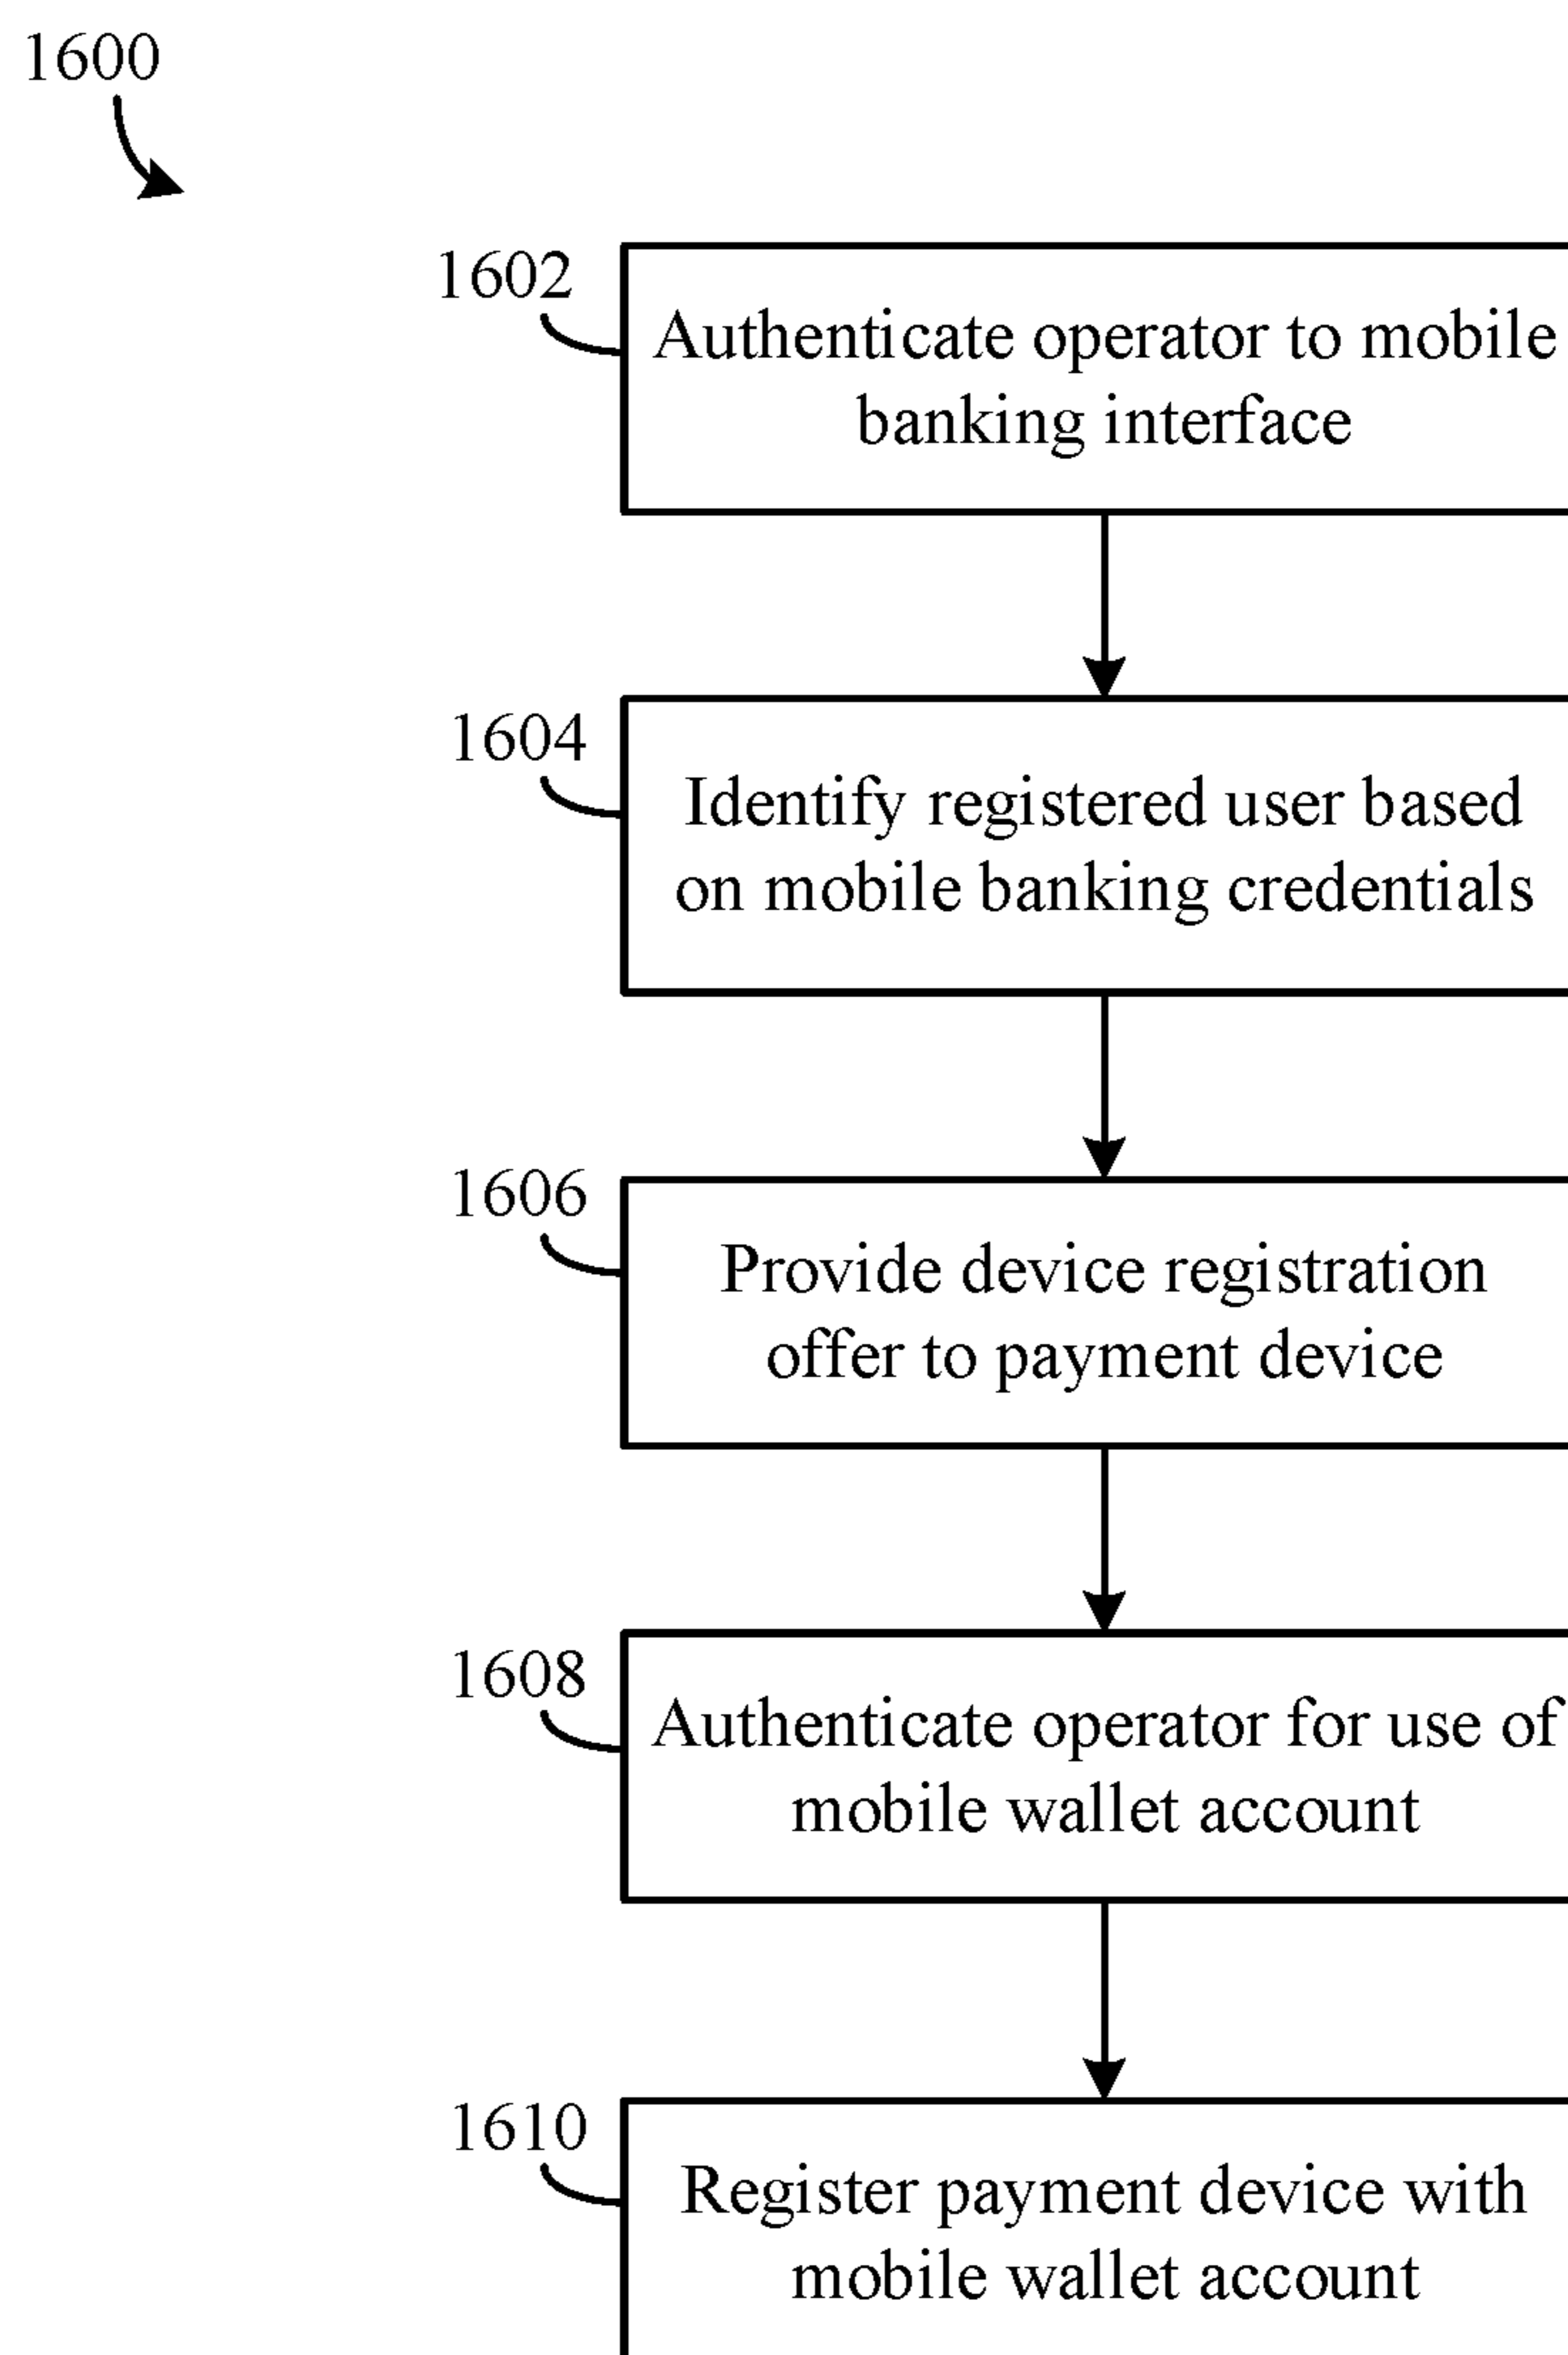 1600
1602
Authenticate operator to mobile
banking interface
1604
Identify registered user based
on mobile banking credentials
1606
Provide device registration
offer to payment device
1608
Authenticate operator for use of
mobile wallet account
1610
Register payment device with
mobile wallet account